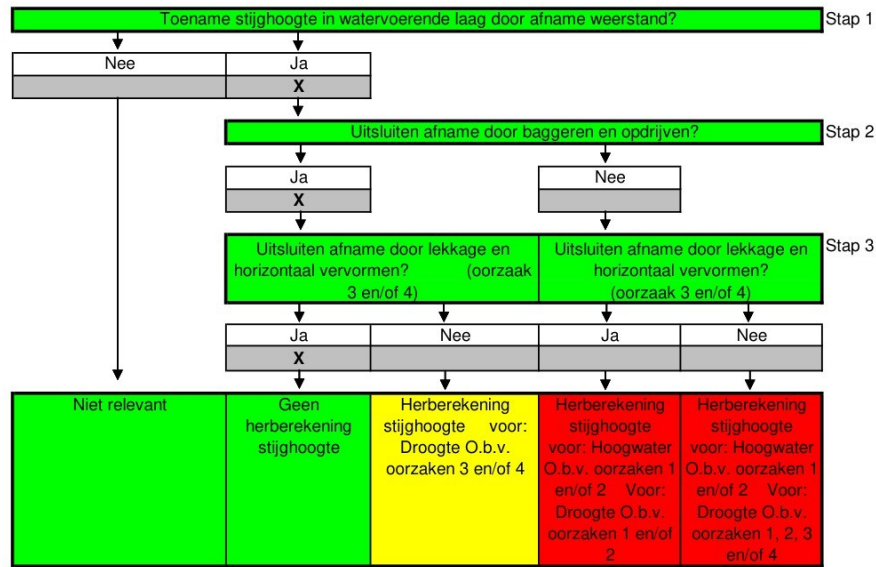 Toename stijghoogte in watervoerende laag door afname weerstand?
Stap 1
Nee
Ja
X
Uitsluiten afname door baggeren en opdrijven?
Stap 2
Ja
Nee
X
Uitsluiten afname door lekkage en
horizontaal vervormen? (oorzaak
3 en/of 4)
Uitsluiten afname door lekkage en
horizontaal vervormen?
(oorzaak 3 en/of 4)
Stap 3
Ja
Nee
Ja
Nee
X
Niet relevant
Geen
herberekening
stijghoogte
Herberekening
stijghoogte voor:
Droogte O.b.v.
oorzaken 3 en/of 4
Herberekening
stijghoogte
voor: Hoogwater
O.b.v. oorzaken 1
en/of 2 Voor:
Droogte O.b.v.
oorzaken 1 en/of
2
Herberekening
stijghoogte
voor: Hoogwater
O.b.v. oorzaken 1
en/of 2 Voor:
Droogte O.b.v.
oorzaken 1, 2, 3
en/of 4